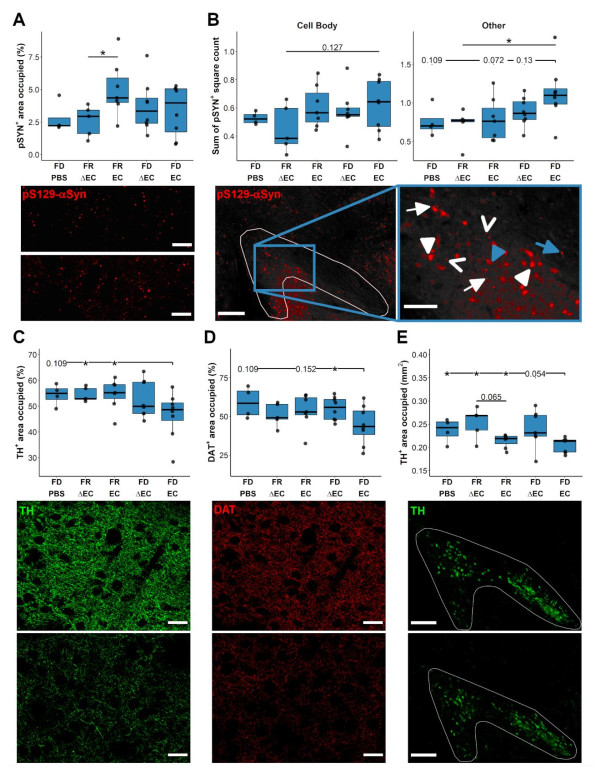 A
pSYN+ area occupied (%)
7.5
5.0
2.5
*
FD FR FR FD FD
PBS ΔEC EC ΔEC EC
pS129-αSyn
B
Cell Body
Other
Sum of pSYN+ square count
1.0
0.8
0.6
0.4
0.127
FD FR FR FD FD
PBS ΔEC EC ΔEC EC
1.5
1.0
0.5
*
0.109 0.072 0.13
FD FR FR FD FD
PBS ΔEC EC ΔEC EC
pS129-αSyn
C
TH+ area occupied (%)
60
50
40
30
0.109 * *
FD FR FR FD FD
PBS ΔEC EC ΔEC EC
TH
D
DAT+ area occupied (%)
75
50
25
0.109 0.152 *
FD FR FR FD FD
PBS ΔEC EC ΔEC EC
DAT
E
TH+ area occupied (mm2)
0.40
0.35
0.30
0.25
0.20
0.15
* * * 0.054
0.065
FD FR FR FD FD
PBS ΔEC EC ΔEC EC
TH